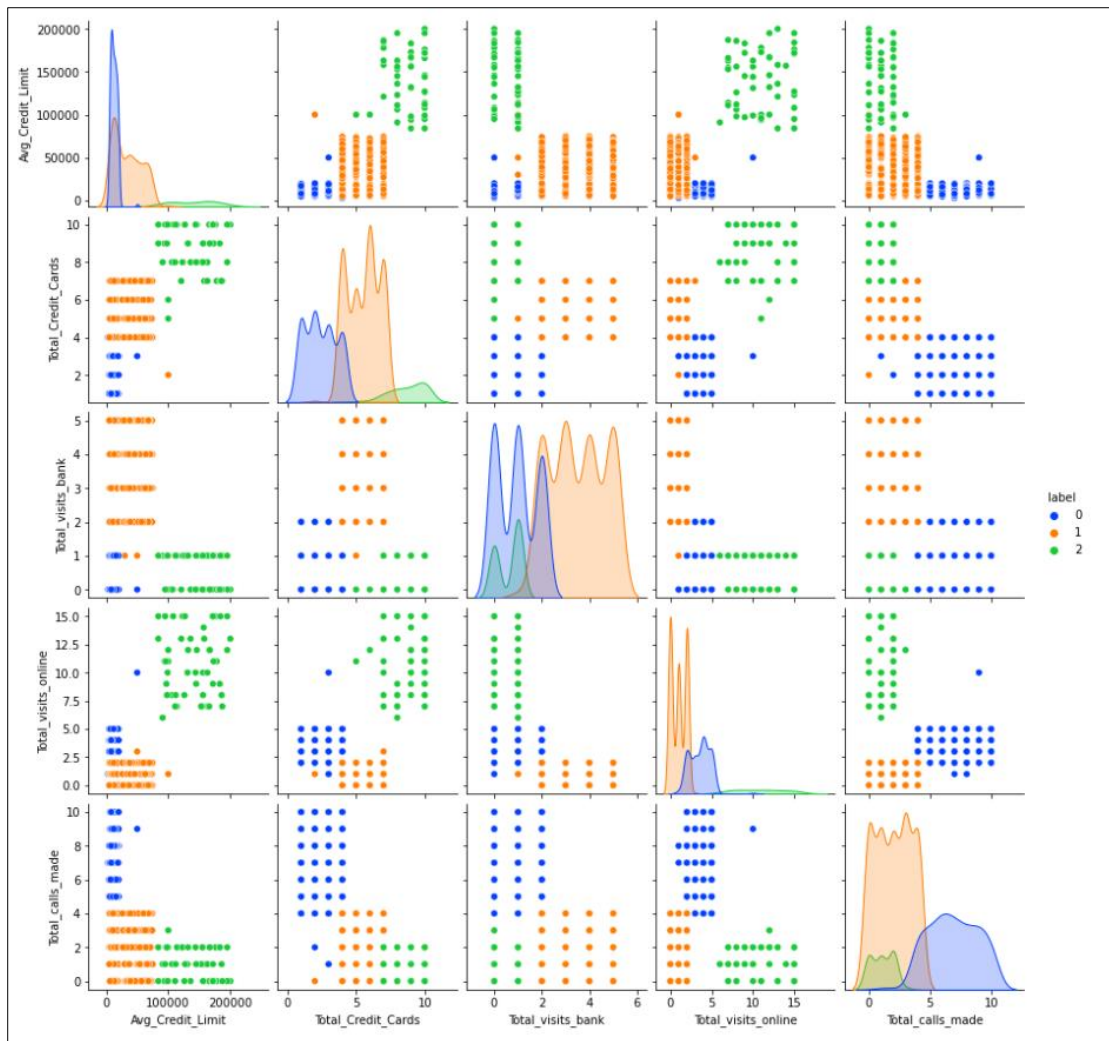 200000
150000
100000
50000
0
Avg_Credit_Limit
10
8
6
4
2
Total_Credit_Cards
5
4
3
2
1
0
Total_visits_bank
label
0
1
2
15.0
12.5
10.0
7.5
5.0
2.5
0.0
Total_visits_online
10
8
6
4
2
0
Total_calls_made
0 100000 200000
Avg_Credit_Limit
0 5 10
Total_Credit_Cards
0 2 4 6
Total_visits_bank
0 5 10 15
Total_visits_online
0 5 10
Total_calls_made